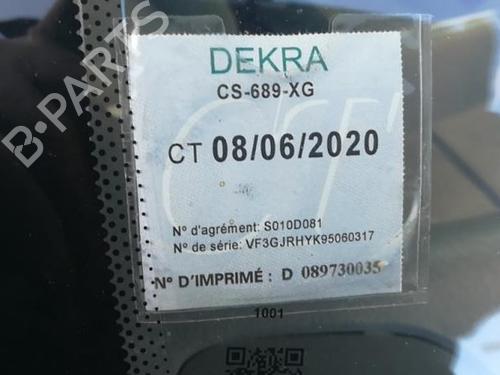 B-PARTS
DEKRA
CS-689-XG
CT 08/06/2020
N° d'agrément: S010D081
N° de série: VF3GJRHYK95060317
N° D'IMPRIMÉ : D 089730035
1001